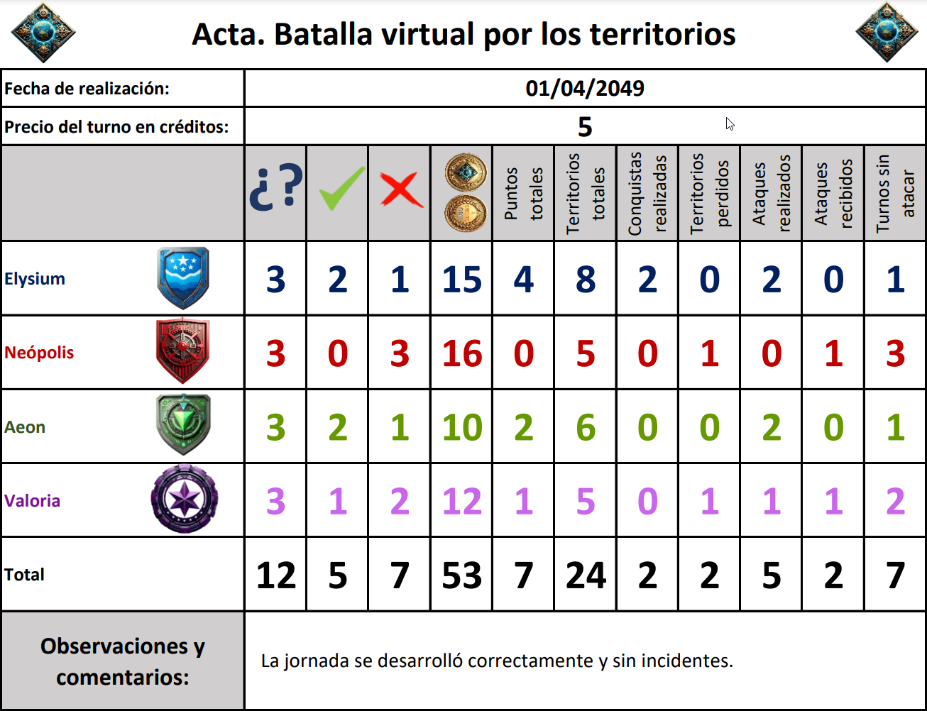 Acta. Batalla virtual por los territorios
Fecha de realización: 01/04/2049
Precio del turno en créditos: 5
¿? Puntos totales Territorios totales Conquistas realizadas Territorios perdidos Ataques realizados Ataques recibidos Turnos sin atacar
Elysium 3 2 1 15 4 8 2 0 2 0 1
Neópolis 3 0 3 16 0 5 0 1 0 1 3
Aeon 3 2 1 10 2 6 0 0 2 0 1
Valoria 3 1 2 12 1 5 0 1 1 1 2
Total 12 5 7 53 7 24 2 2 5 2 7
Observaciones y
comentarios:
La jornada se desarrolló correctamente y sin incidentes.